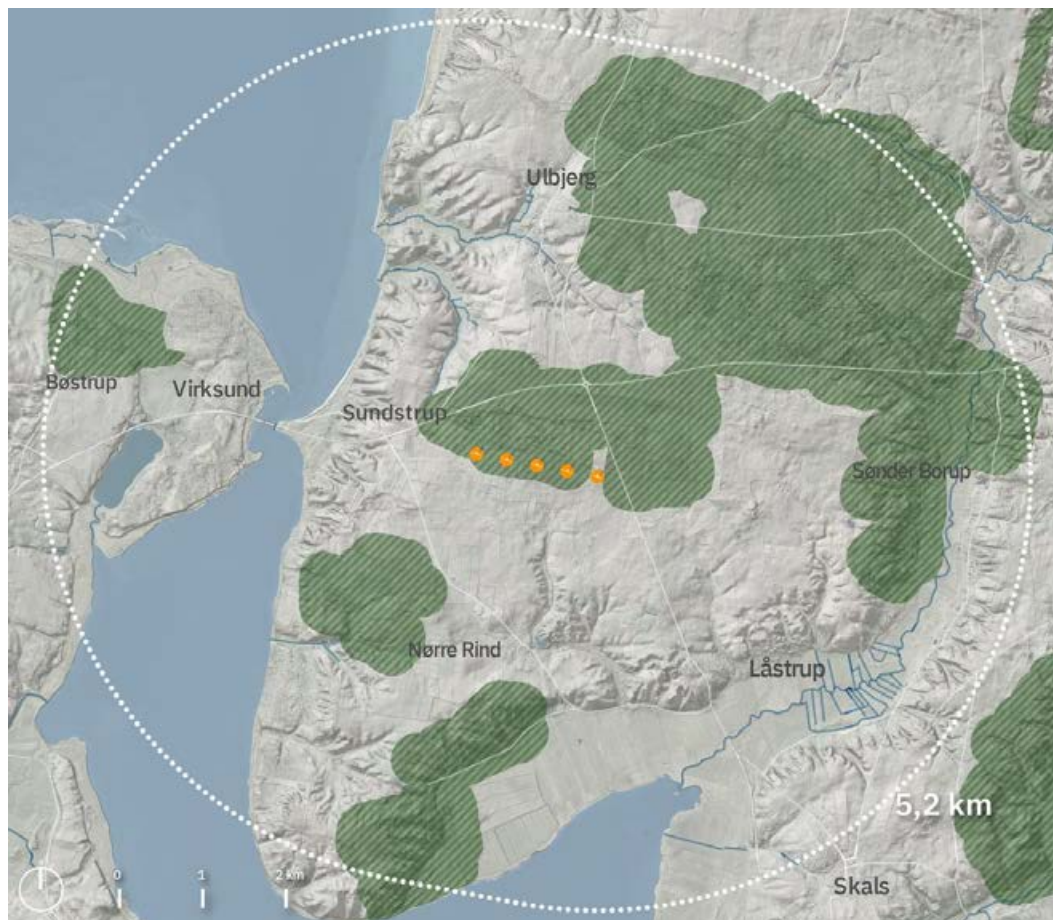 Ulbjerg
Bøstrup
Virksund
Sundstrup
Sønder Borup
Nørre Rind
Låstrup
5,2 km
0 1 2 km
Skals